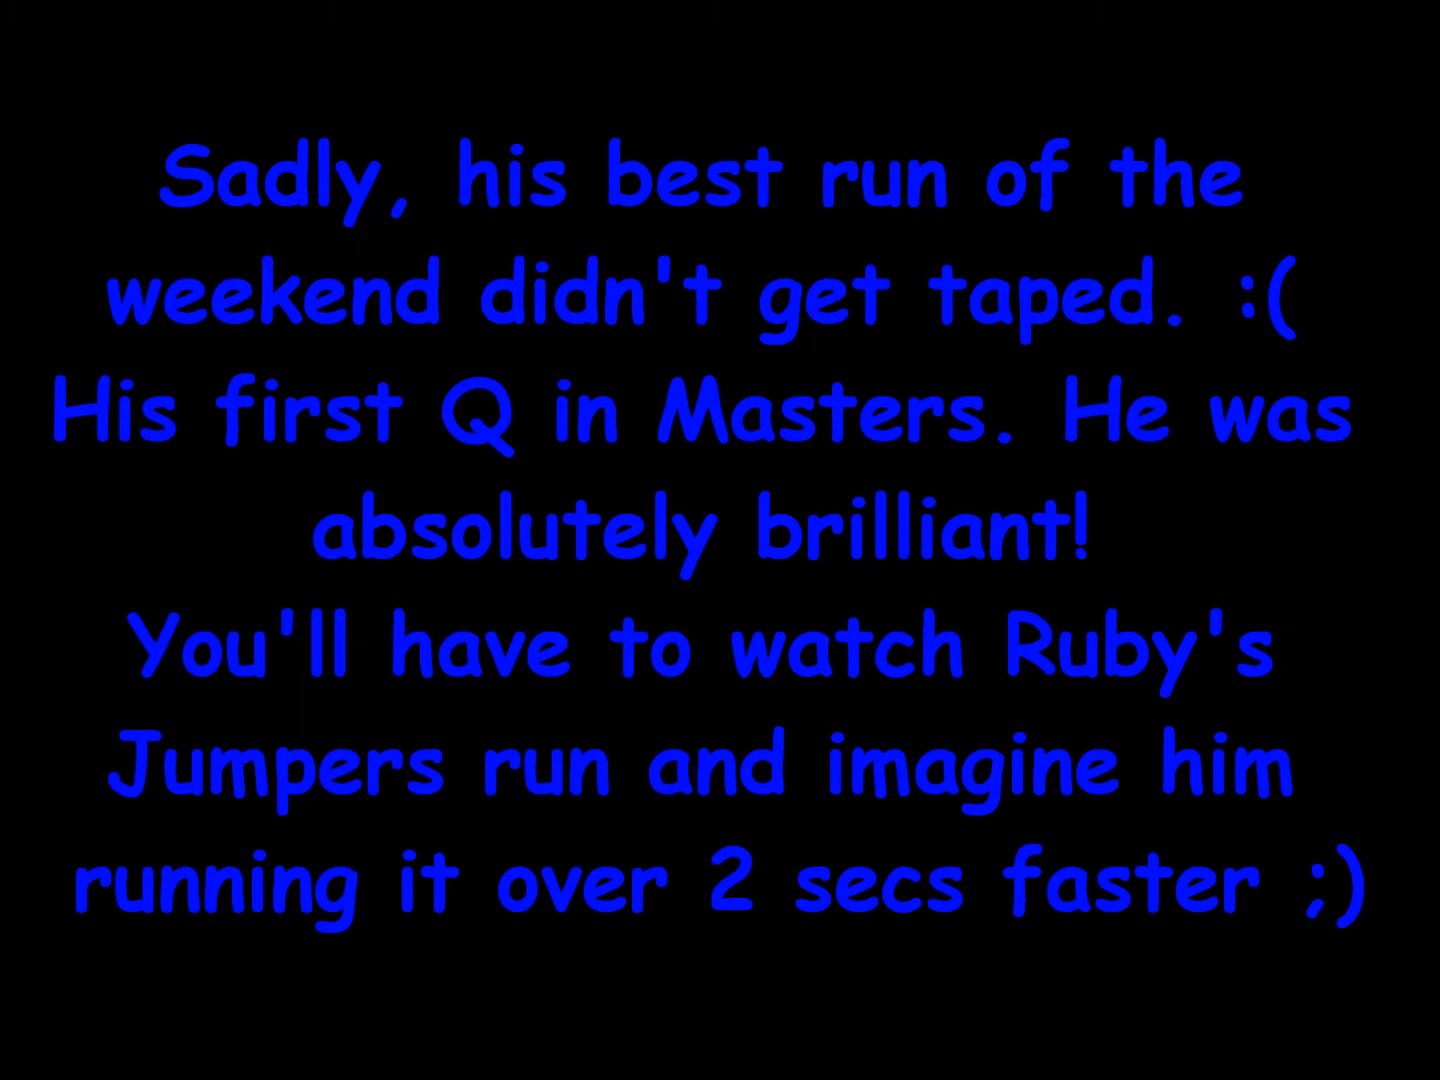 Sadly, his best run of the
weekend didn't get taped. :(
His first Q in Masters. He was
absolutely brilliant!
You'll have to watch Ruby's
Jumpers run and imagine him
running it over 2 secs faster ;)